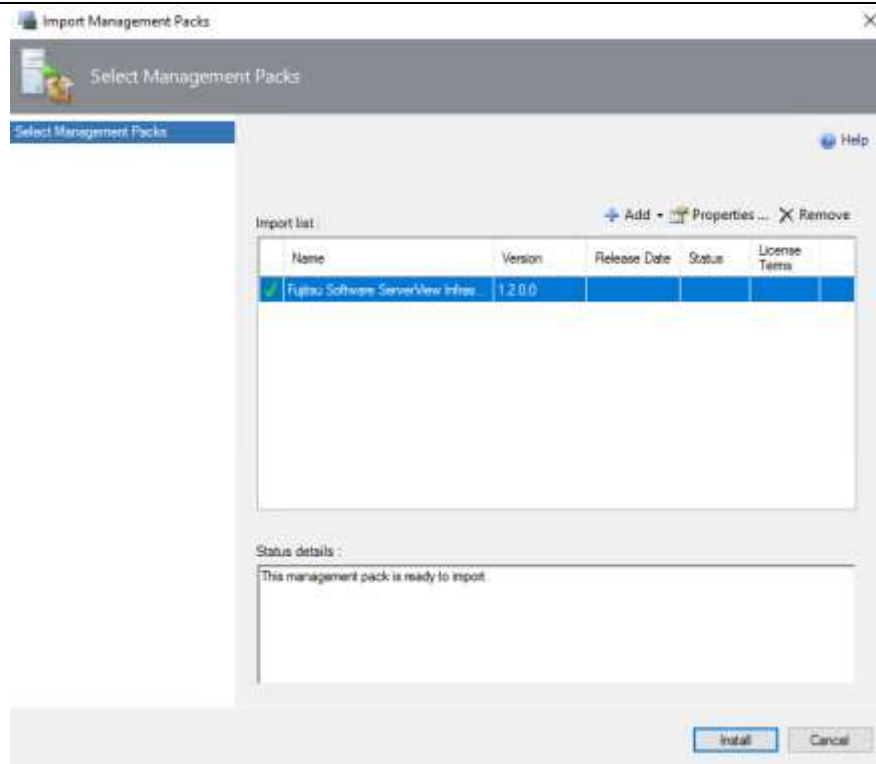 Import Management Packs
Select Management Packs
Select Management Packs
Help
Import list :
Add
Properties ...
Remove
Name
Version
Release Date
Status
License Terms
Fujitsu Software ServerView Infras...
1.2.0.0
Status details :
This management pack is ready to import.
Install
Cancel